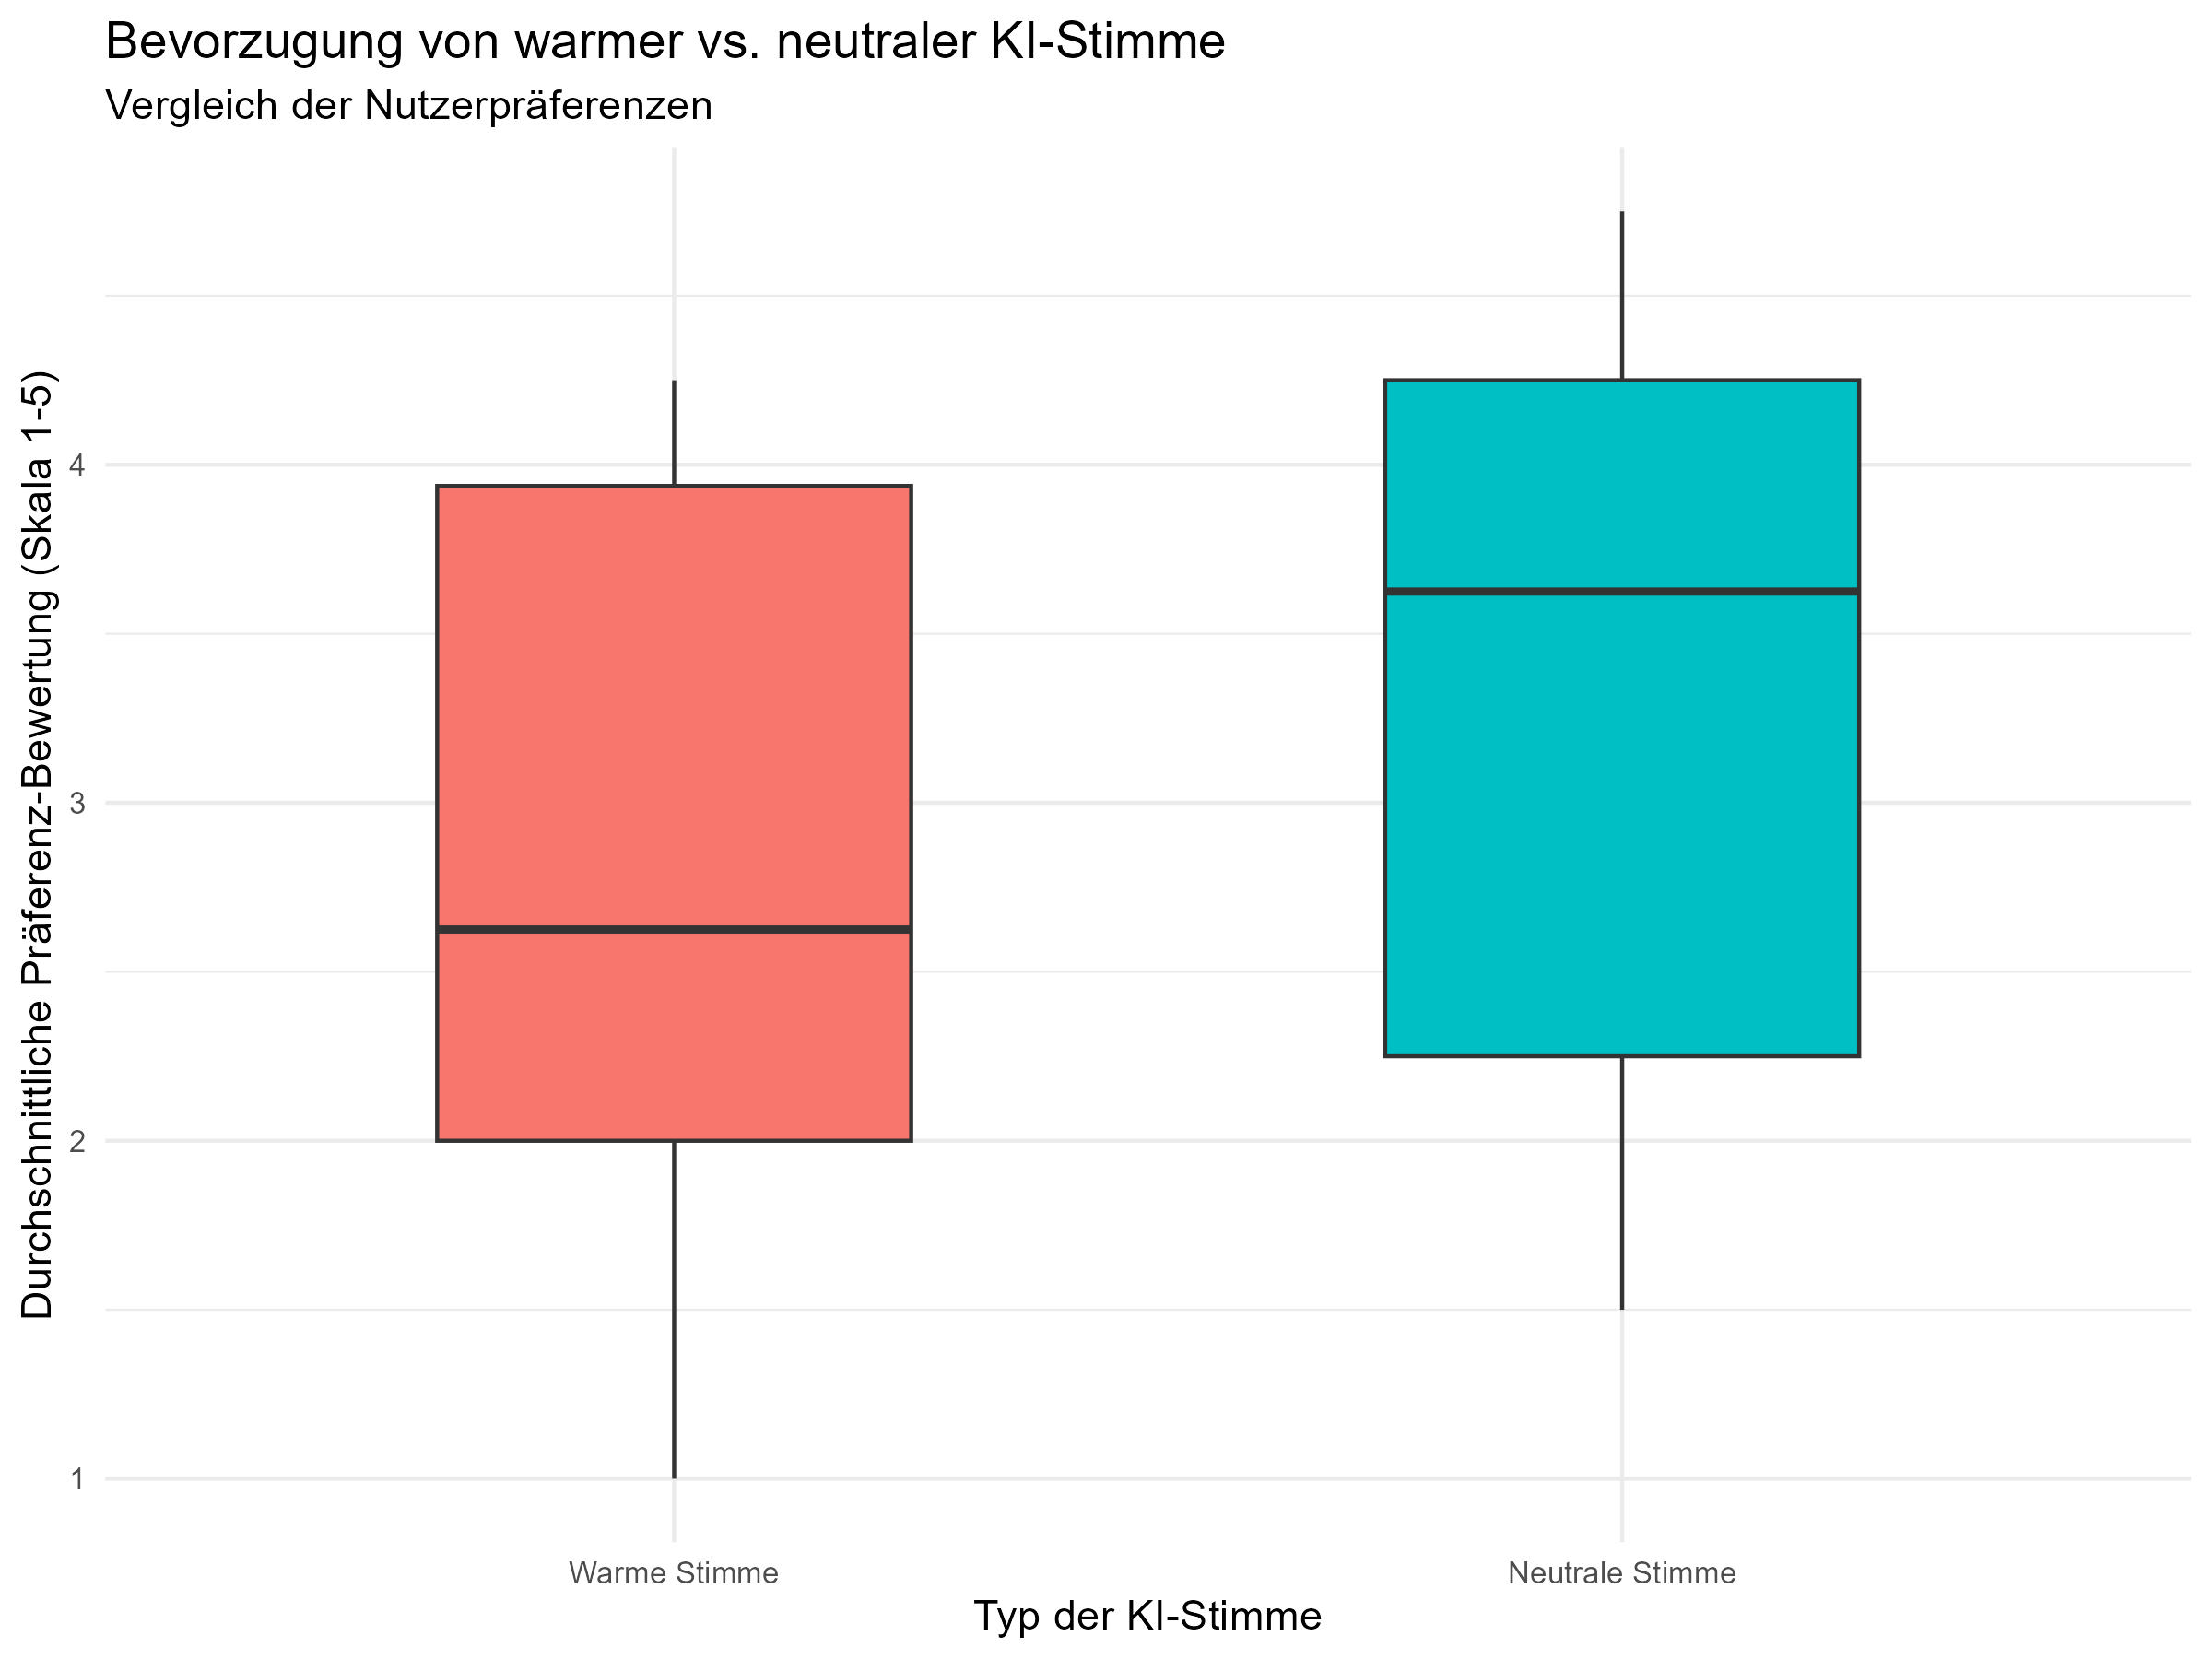 Bevorzugung von warmer vs. neutraler KI-Stimme
Vergleich der Nutzerpräferenzen
Durchschnittliche Präferenz-Bewertung (Skala 1-5)
4
3
2
1
Warme Stimme
Neutrale Stimme
Typ der KI-Stimme